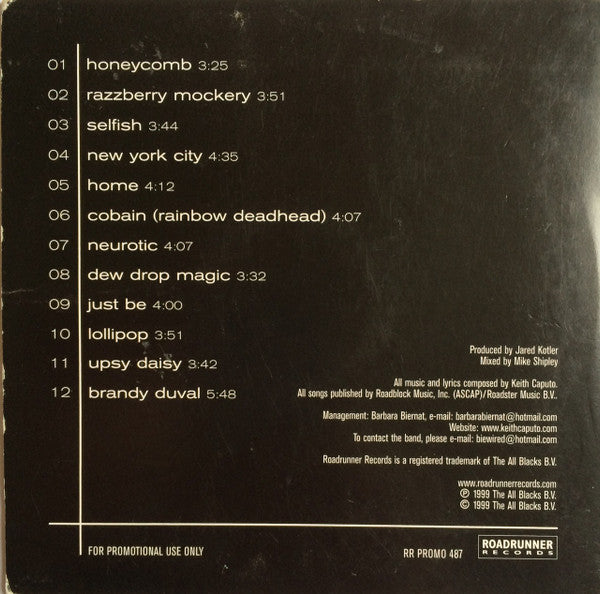 01 honeycomb 3:25
02 razzberry mockery 3:51
03 selfish 3:44
04 new york city 4:35
05 home 4:12
06 cobain (rainbow deadhead) 4:07
07 neurotic 4:07
08 dew drop magic 3:32
09 just be 4:00
10 lollipop 3:51
11 upsy daisy 3:42
12 brandy duval 5:48
Produced by Jared Kotler
Mixed by Mike Shipley
All music and lyrics composed by Keith Caputo.
All songs published by Roadblock Music, Inc. (ASCAP)/Roadster Music B.V..
Management: Barbara Biernat, e-mail: barbarabiernat@hotmail.com
Website: www.keithcaputo.com
To contact the band, please e-mail: biewired@hotmail.com
Roadrunner Records is a registered trademark of The All Blacks B.V.
www.roadrunnerrecords.com
℗ 1999 The All Blacks B.V.
© 1999 The All Blacks B.V.
FOR PROMOTIONAL USE ONLY
RR PROMO 487
ROADRUNNER
RECORDS